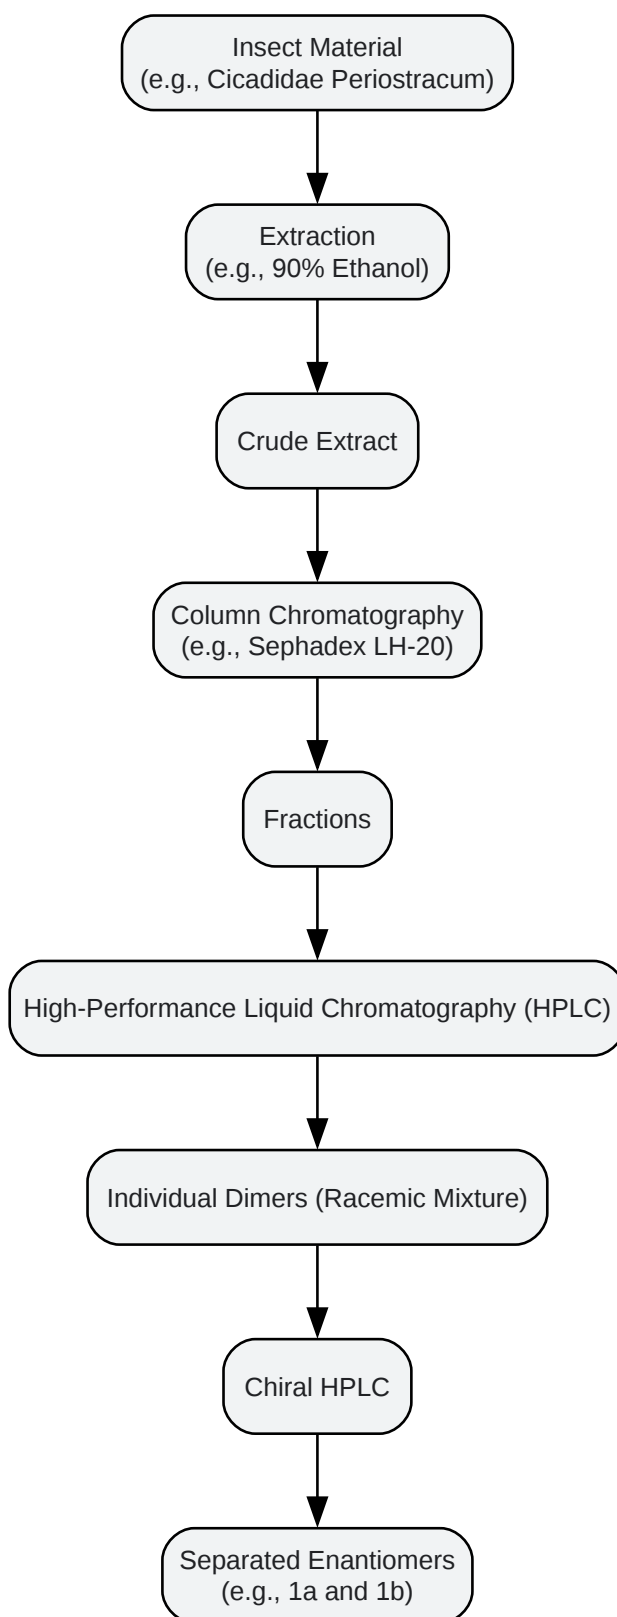 Insect Material
(e.g., Cicadidae Periostracum)
Extraction
(e.g., 90% Ethanol)
Crude Extract
Column Chromatography
(e.g., Sephadex LH-20)
Fractions
High-Performance Liquid Chromatography (HPLC)
Individual Dimers (Racemic Mixture)
Chiral HPLC
Separated Enantiomers
(e.g., 1a and 1b)